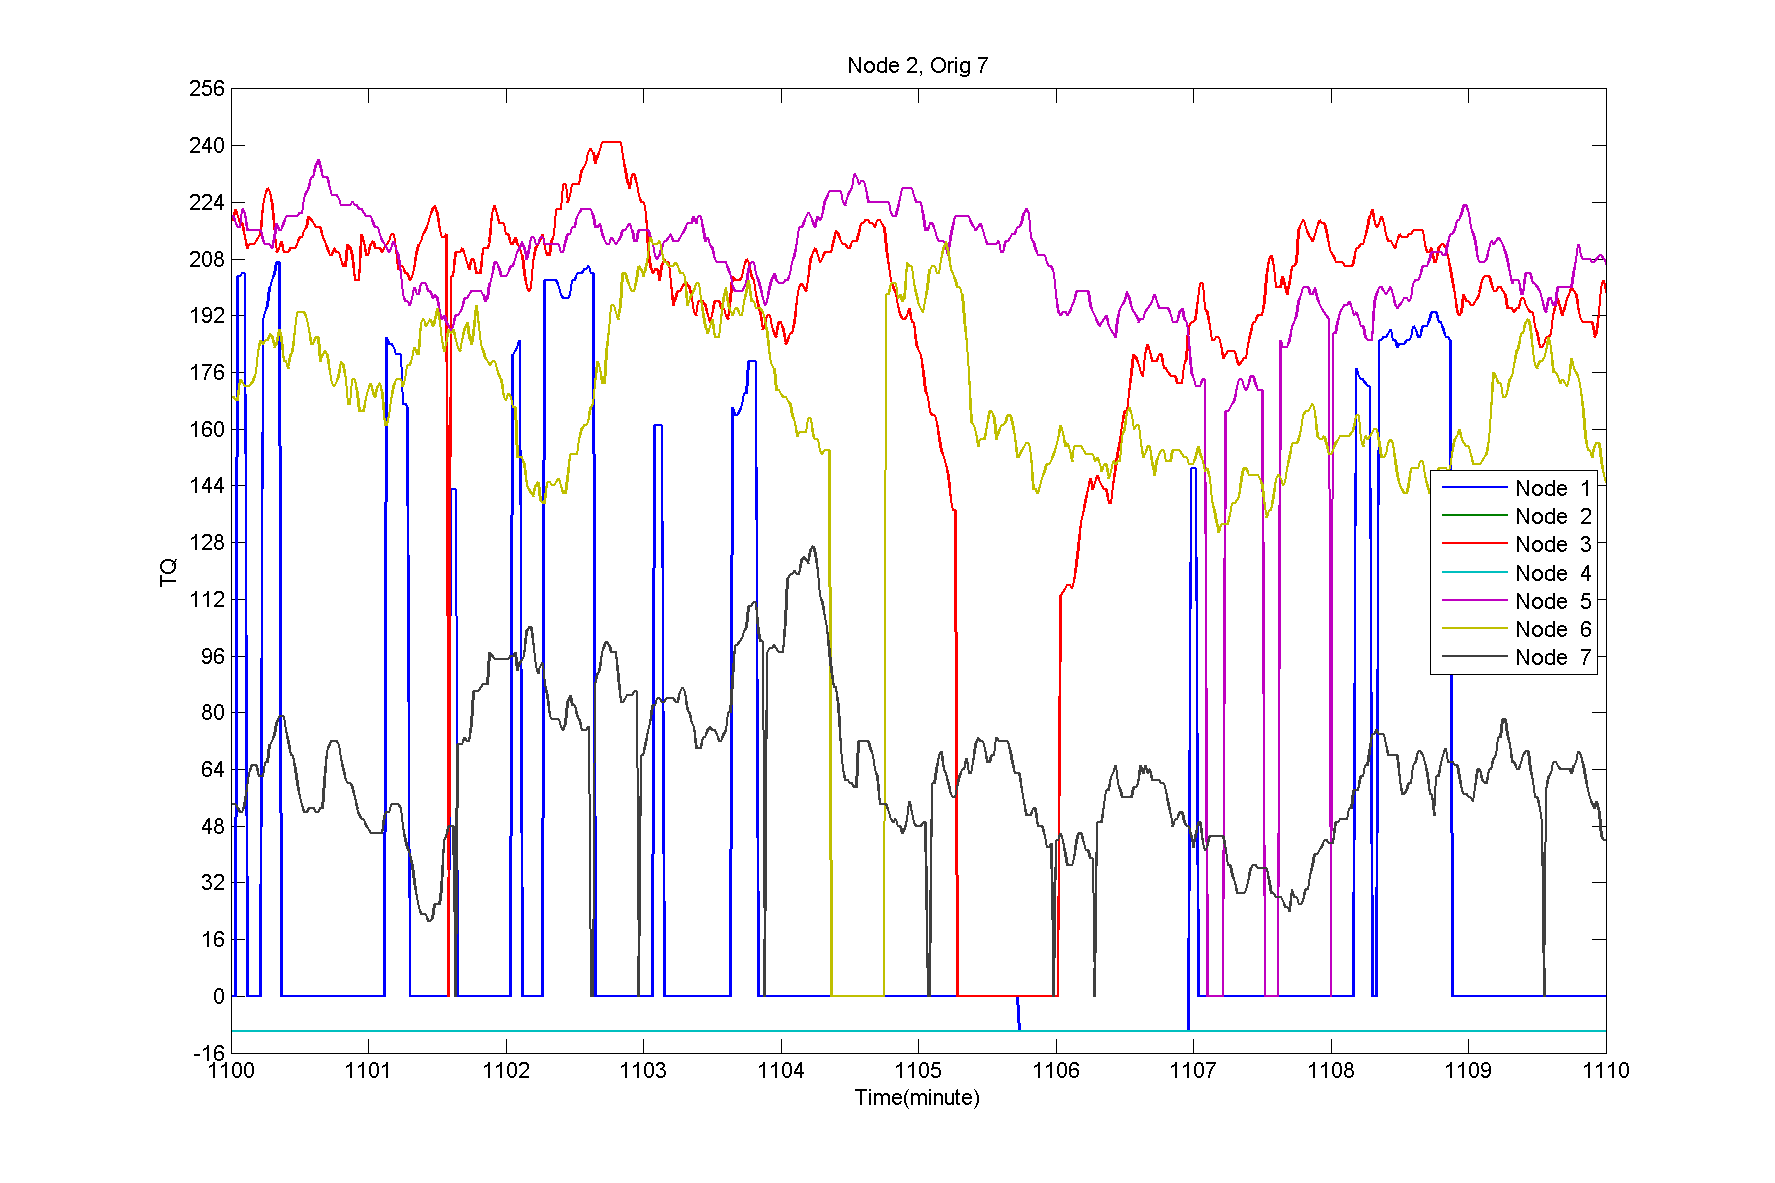 Node 2, Orig 7
256
240
224
208
192
176
160
144
128
112
96
80
64
48
32
16
0
-16
TQ
Node 1
Node 2
Node 3
Node 4
Node 5
Node 6
Node 7
1100 1101 1102 1103 1104 1105 1106 1107 1108 1109 1110
Time(minute)